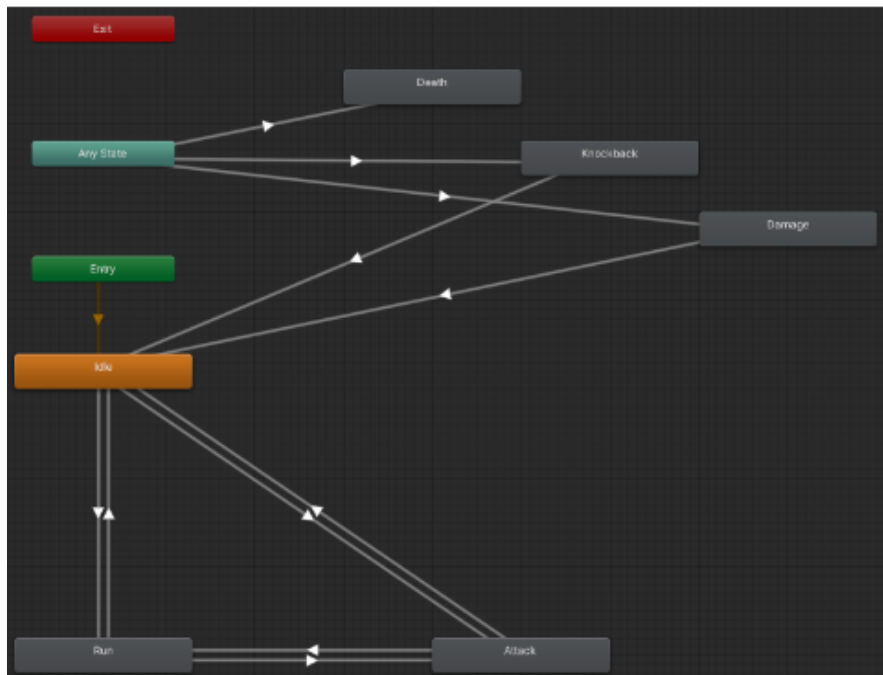 Exit
Death
Any State
Knockback
Damage
Entry
Idle
Run
Attack